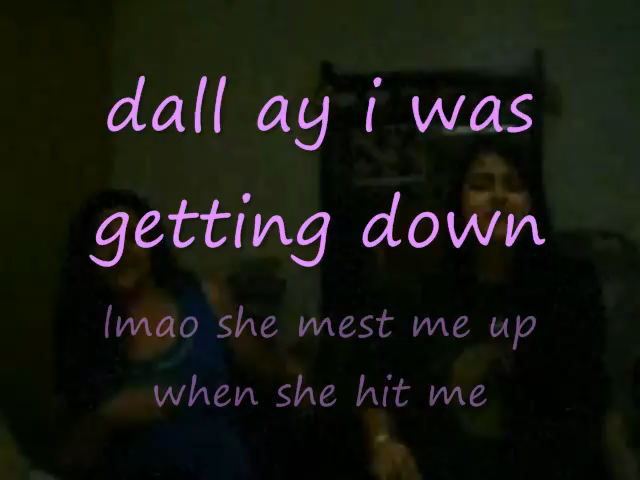 dall ay i was
getting down
lmao she mest me up
when she hit me